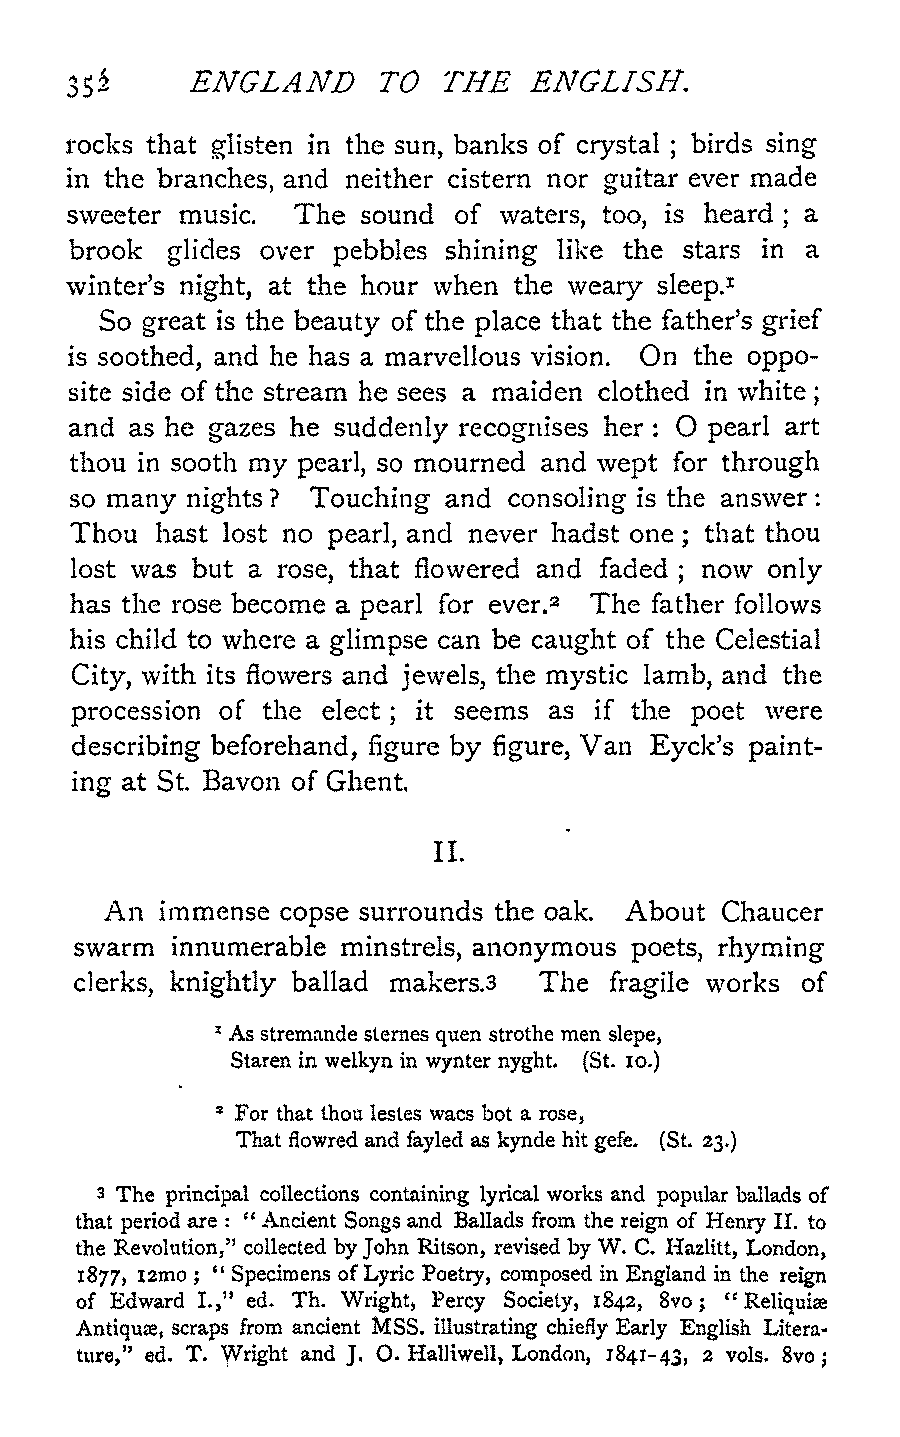 352 ENGLAND TO THE ENGLISH.
rocks that glisten in the sun, banks of crystal ; birds sing
in the branches, and neither cistern nor guitar ever made
sweeter music. The sound of waters, too, is heard ; a
brook glides over pebbles shining like the stars in a
winter's night, at the hour when the weary sleep.¹
So great is the beauty of the place that the father's grief
is soothed, and he has a marvellous vision. On the oppo-
site side of the stream he sees a maiden clothed in white ;
and as he gazes he suddenly recognises her : O pearl art
thou in sooth my pearl, so mourned and wept for through
so many nights ? Touching and consoling is the answer :
Thou hast lost no pearl, and never hadst one ; that thou
lost was but a rose, that flowered and faded ; now only
has the rose become a pearl for ever.² The father follows
his child to where a glimpse can be caught of the Celestial
City, with its flowers and jewels, the mystic lamb, and the
procession of the elect ; it seems as if the poet were
describing beforehand, figure by figure, Van Eyck's paint-
ing at St. Bavon of Ghent.
II.
An immense copse surrounds the oak. About Chaucer
swarm innumerable minstrels, anonymous poets, rhyming
clerks, knightly ballad makers.³ The fragile works of
¹ As stremande sternes quen strothe men slepe,
Staren in welkyn in wynter nyght. (St. 10.)
² For that thou lestes wacs bot a rose,
That flowred and fayled as kynde hit gefe. (St. 23.)
³ The principal collections containing lyrical works and popular ballads of
that period are : "Ancient Songs and Ballads from the reign of Henry II. to
the Revolution," collected by John Ritson, revised by W. C. Hazlitt, London,
1877, 12mo ; "Specimens of Lyric Poetry, composed in England in the reign
of Edward I.," ed. Th. Wright, Percy Society, 1842, 8vo ; "Reliquiæ
Antiquæ, scraps from ancient MSS. illustrating chiefly Early English Litera-
ture," ed. T. Wright and J. O. Halliwell, London, 1841-43, 2 vols. 8vo ;